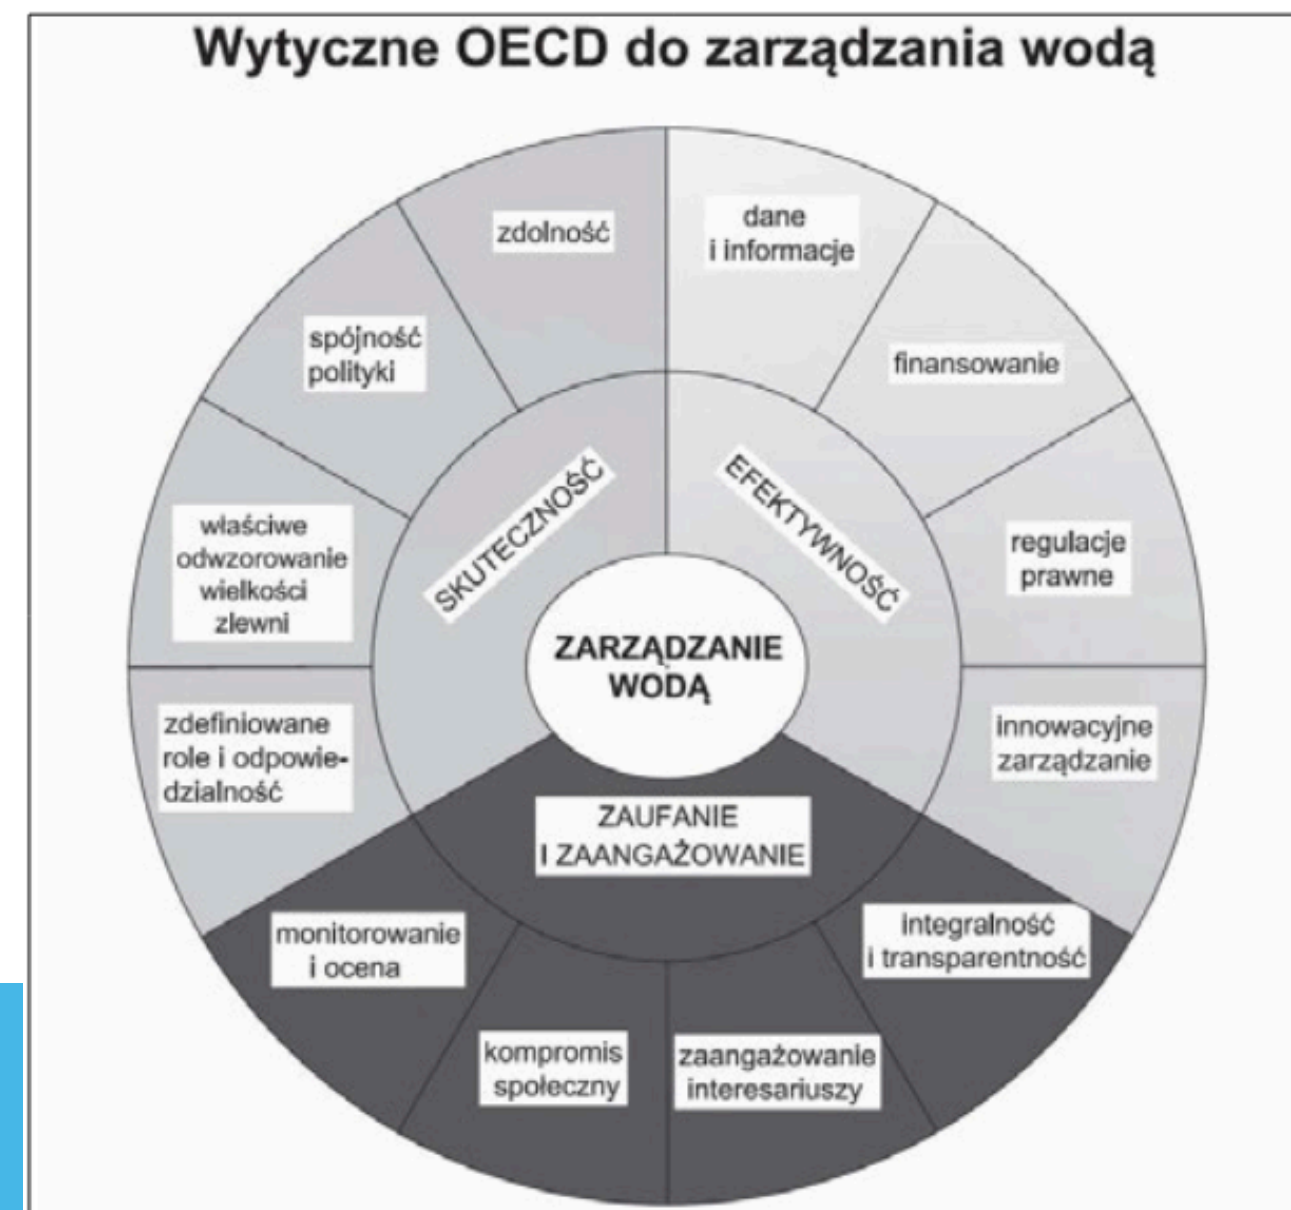 Wytyczne OECD do zarządzania wodą
zdolność
dane
i informacje
spójność
polityki
finansowanie
SKUTECZNOŚĆ
EFEKTYWNOŚĆ
właściwe
odwzorowanie
wielkości
zlewni
regulacje
prawne
ZARZĄDZANIE
WODĄ
zdefiniowane
role i odpowie-
dzialność
innowacyjne
zarządzanie
ZAUFANIE
I ZAANGAŻOWANIE
monitorowanie
i ocena
integralność
i transparentność
kompromis
społeczny
zaangażowanie
interesariuszy